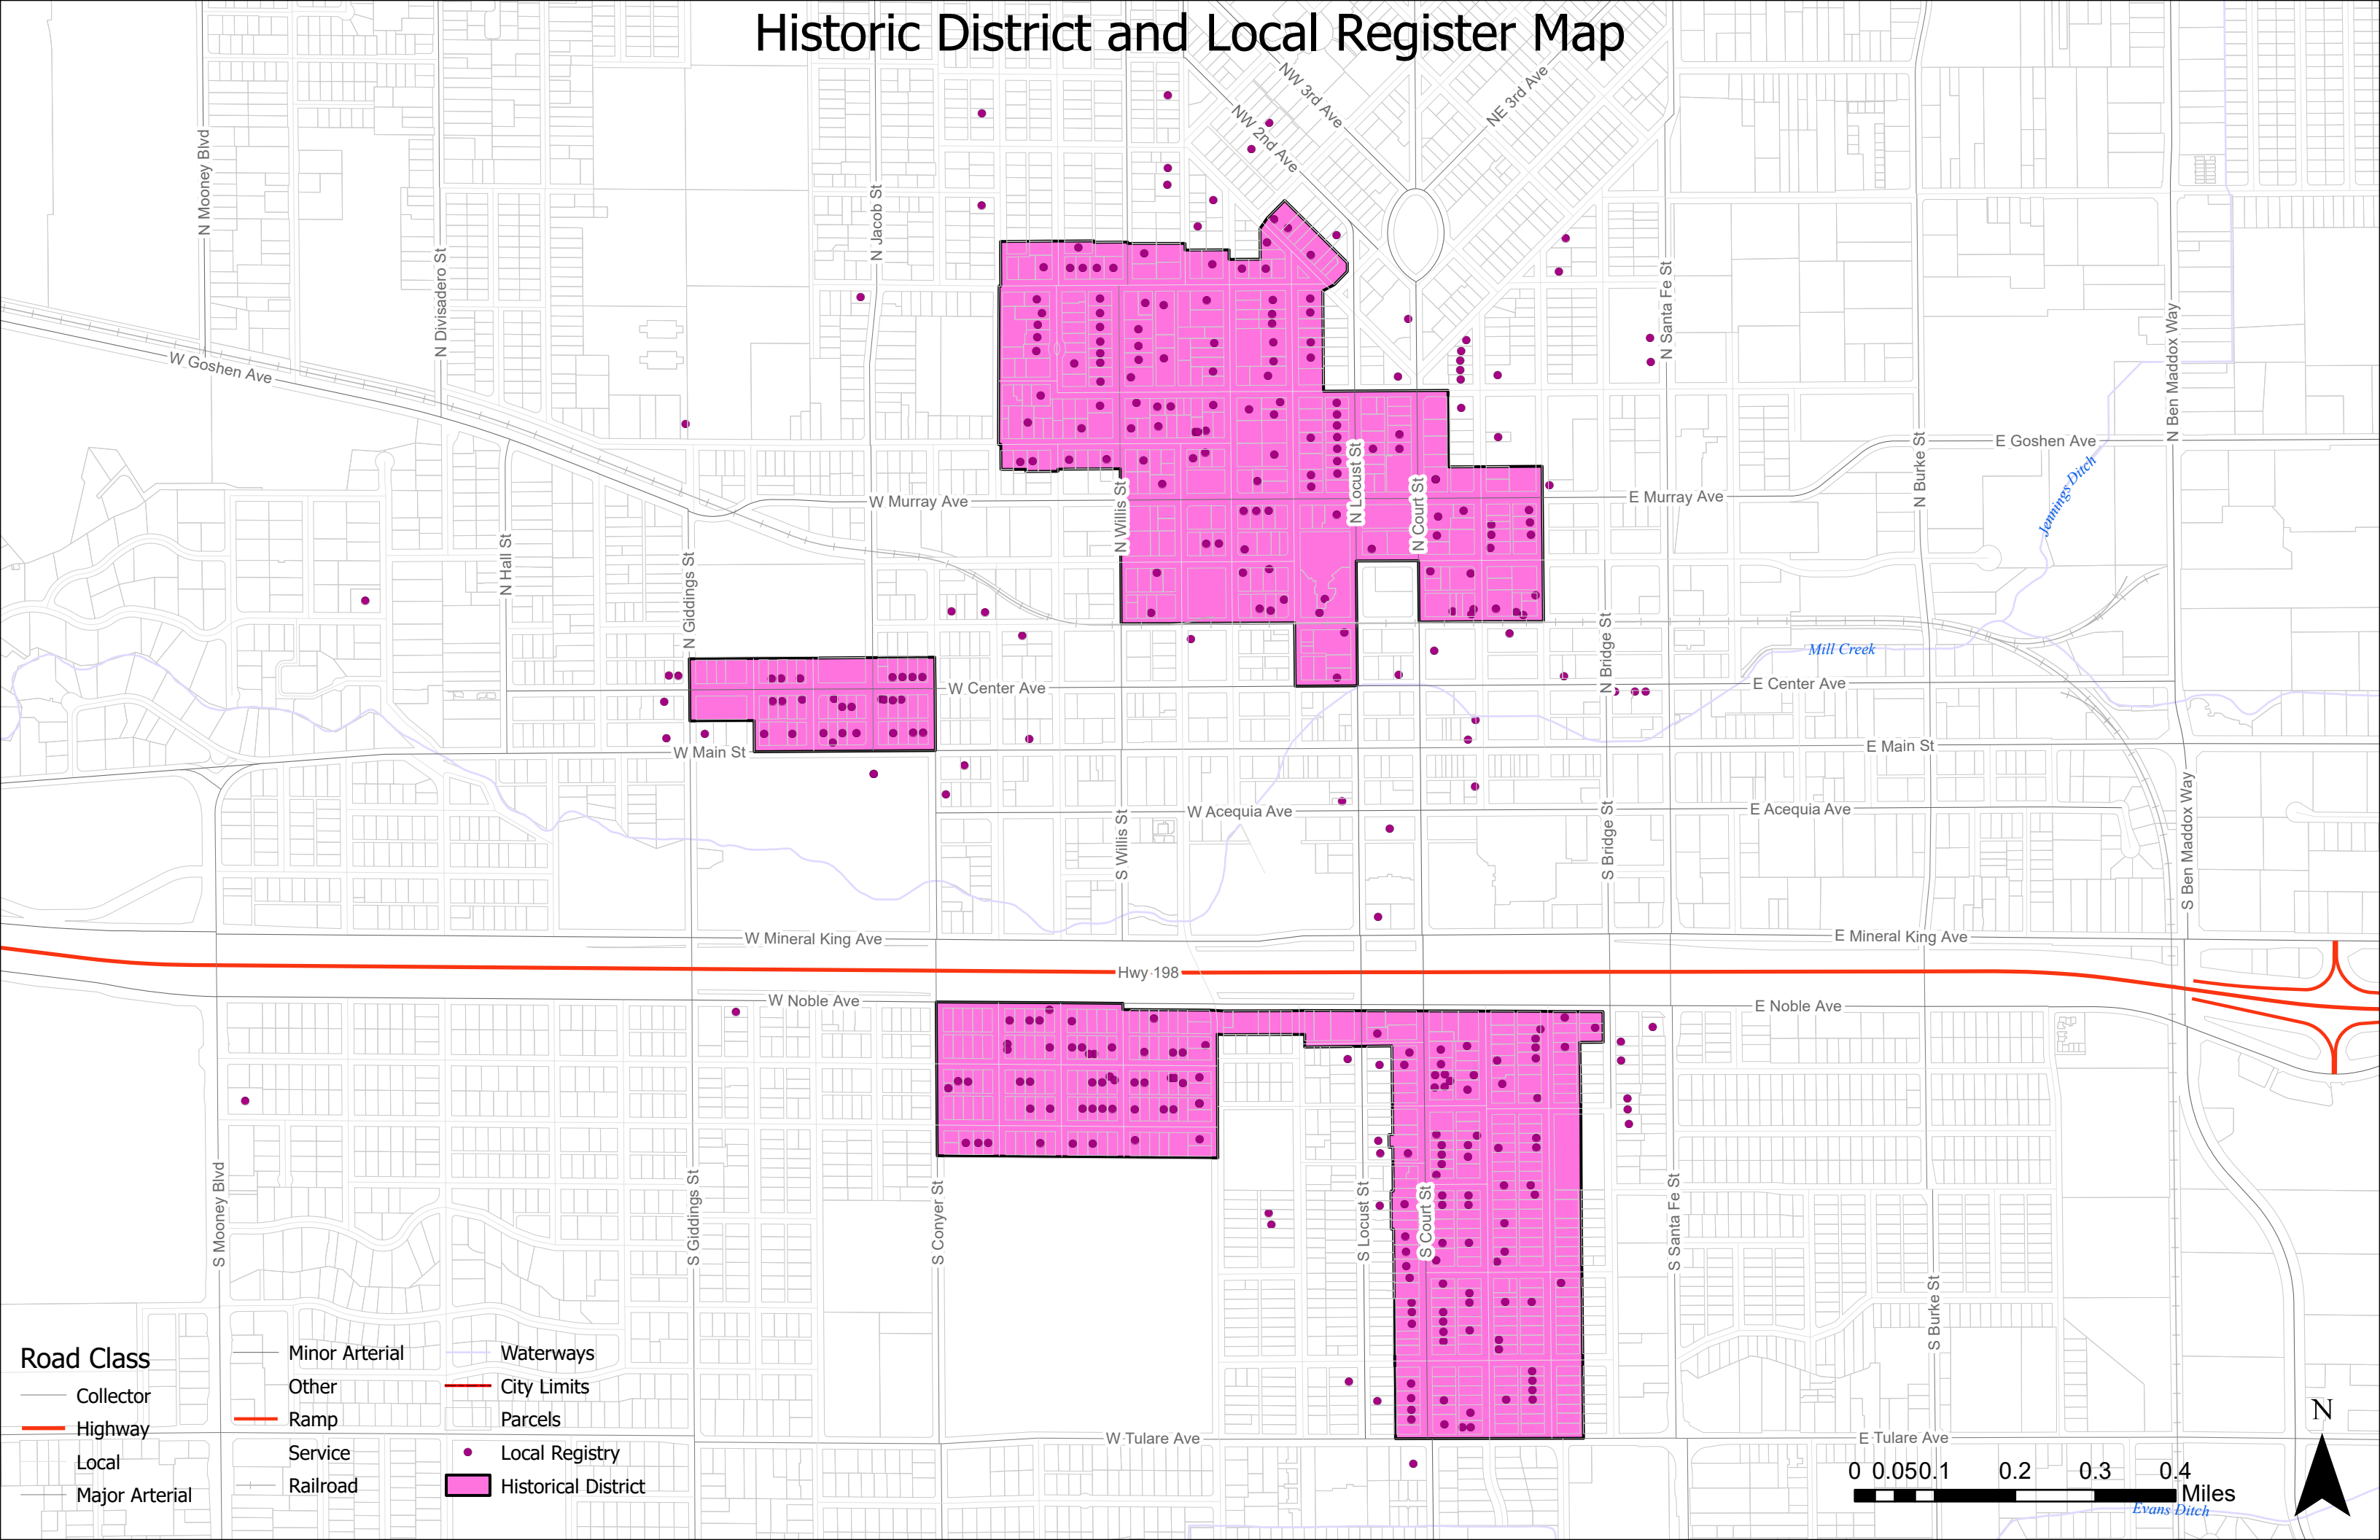 Historic District and Local Register Map
NW 3rd Ave
NE 3rd Ave
NW 2nd Ave
N Mooney Blvd
N Jacob St
N Divisadero St
N Santa Fe St
N Ben Maddox Way
W Goshen Ave
E Goshen Ave
N Burke St
Jennings Ditch
N Locust St
N Court St
N Willis St
W Murray Ave
E Murray Ave
N Hall St
N Giddings St
N Bridge St
Mill Creek
W Center Ave
E Center Ave
W Main St
E Main St
W Acequia Ave
E Acequia Ave
S Willis St
S Bridge St
S Ben Maddox Way
W Mineral King Ave
E Mineral King Ave
Hwy 198
W Noble Ave
E Noble Ave
S Mooney Blvd
S Giddings St
S Conyer St
S Locust St
S Court St
S Santa Fe St
S Burke St
W Tulare Ave
E Tulare Ave
Evans Ditch
Road Class
Collector
Highway
Local
Major Arterial
Minor Arterial
Other
Ramp
Service
Railroad
Waterways
City Limits
Parcels
Local Registry
Historical District
N
0 0.05 0.1 0.2 0.3 0.4
Miles